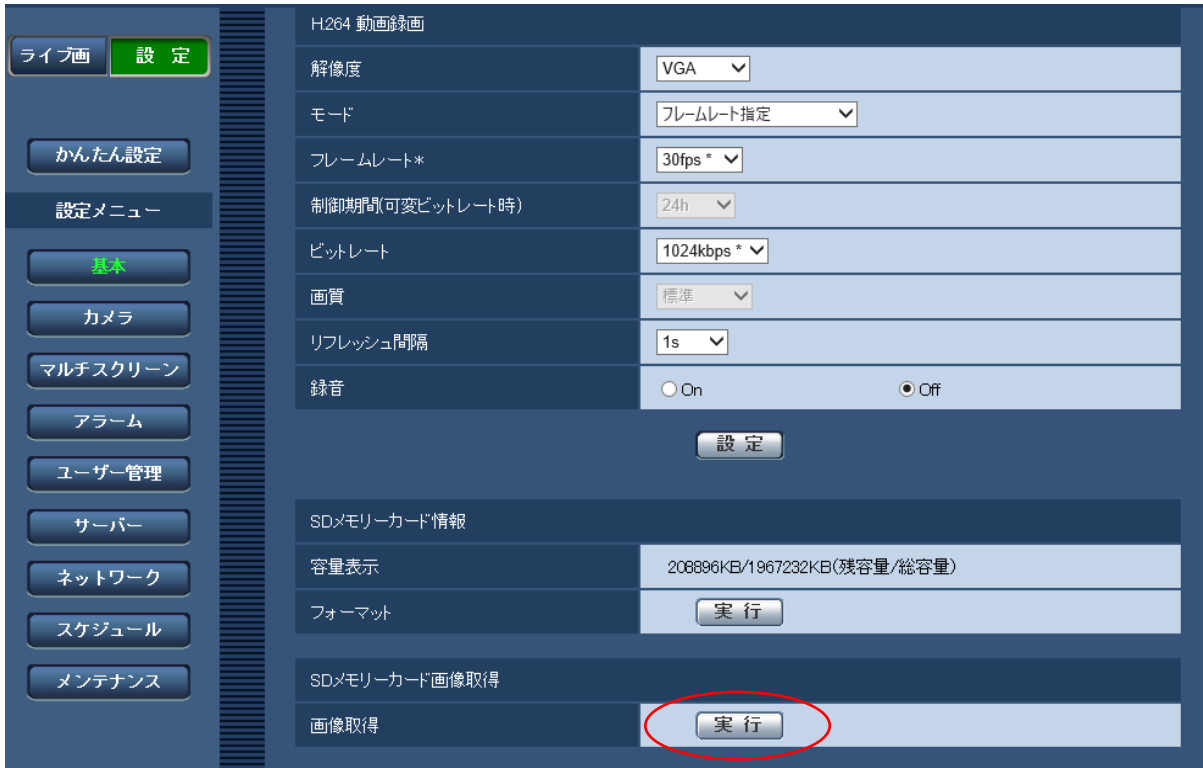 ライブ画
設 定
かんたん設定
設定メニュー
基本
カメラ
マルチスクリーン
アラーム
ユーザー管理
サーバー
ネットワーク
スケジュール
メンテナンス
H.264 動画録画
解像度 VGA
モード フレームレート指定
フレームレート* 30fps *
制御期間(可変ビットレート時) 24h
ビットレート 1024kbps *
画質 標準
リフレッシュ間隔 1s
録音 On Off
設 定
SDメモリーカード情報
容量表示 208896KB/1967232KB(残容量/総容量)
フォーマット 実 行
SDメモリーカード画像取得
画像取得 実 行